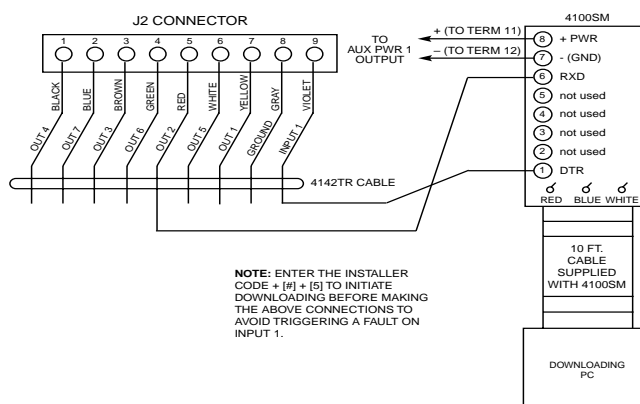 J2 CONNECTOR
1 2 3 4 5 6 7 8 9
BLACK BLUE BROWN GREEN RED WHITE YELLOW GRAY VIOLET
OUT 4 OUT 7 OUT 3 OUT 6 OUT 2 OUT 5 OUT 1 GROUND INPUT 1
4142TR CABLE
TO
AUX PWR 1
OUTPUT
+ (TO TERM 11)
– (TO TERM 12)
4100SM
8 + PWR
7 - (GND)
6 RXD
5 not used
4 not used
3 not used
2 not used
1 DTR
RED BLUE WHITE
10 FT.
CABLE
SUPPLIED
WITH 4100SM
DOWNLOADING
PC
NOTE: ENTER THE INSTALLER
CODE + [#] + [5] TO INITIATE
DOWNLOADING BEFORE MAKING
THE ABOVE CONNECTIONS TO
AVOID TRIGGERING A FAULT ON
INPUT 1.